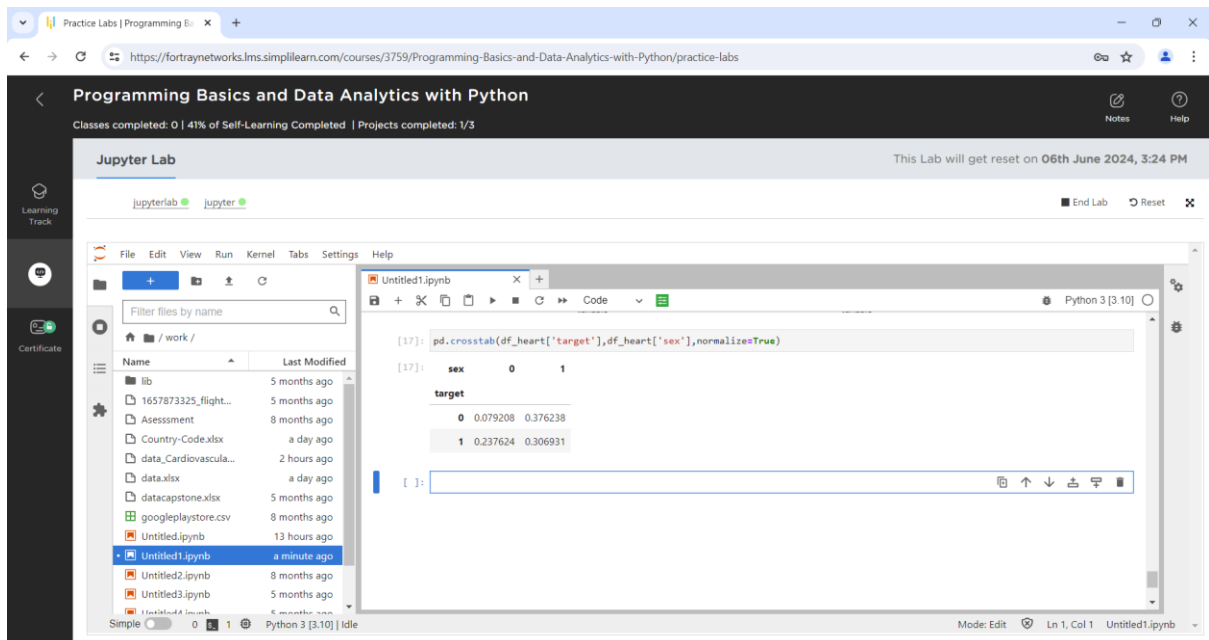 Practice Labs | Programming Ba
https://fortraynetworks.lms.simplilearn.com/courses/3759/Programming-Basics-and-Data-Analytics-with-Python/practice-labs
Programming Basics and Data Analytics with Python
Classes completed: 0 | 41% of Self-Learning Completed | Projects completed: 1/3
Notes
Help
Jupyter Lab
This Lab will get reset on 06th June 2024, 3:24 PM
Learning
Track
jupyterlab
jupyter
End Lab
Reset
Certificate
File Edit View Run Kernel Tabs Settings Help
Untitled1.ipynb
Code
Python 3 [3.10]
Filter files by name
/ work /
Name Last Modified
lib 5 months ago
1657873325_flight... 5 months ago
Asesssment 8 months ago
Country-Code.xlsx a day ago
data_Cardiovascula... 2 hours ago
data.xlsx a day ago
datacapstone.xlsx 5 months ago
googleplaystore.csv 8 months ago
Untitled.ipynb 13 hours ago
Untitled1.ipynb a minute ago
Untitled2.ipynb 8 months ago
Untitled3.ipynb 5 months ago
Untitled4.ipynb 5 months ago
[17]: pd.crosstab(df_heart['target'],df_heart['sex'],normalize=True)
[17]: sex 0 1
target
0 0.079208 0.376238
1 0.237624 0.306931
[ ]:
Simple 0 1 Python 3 [3.10] | Idle
Mode: Edit Ln 1, Col 1 Untitled1.ipynb